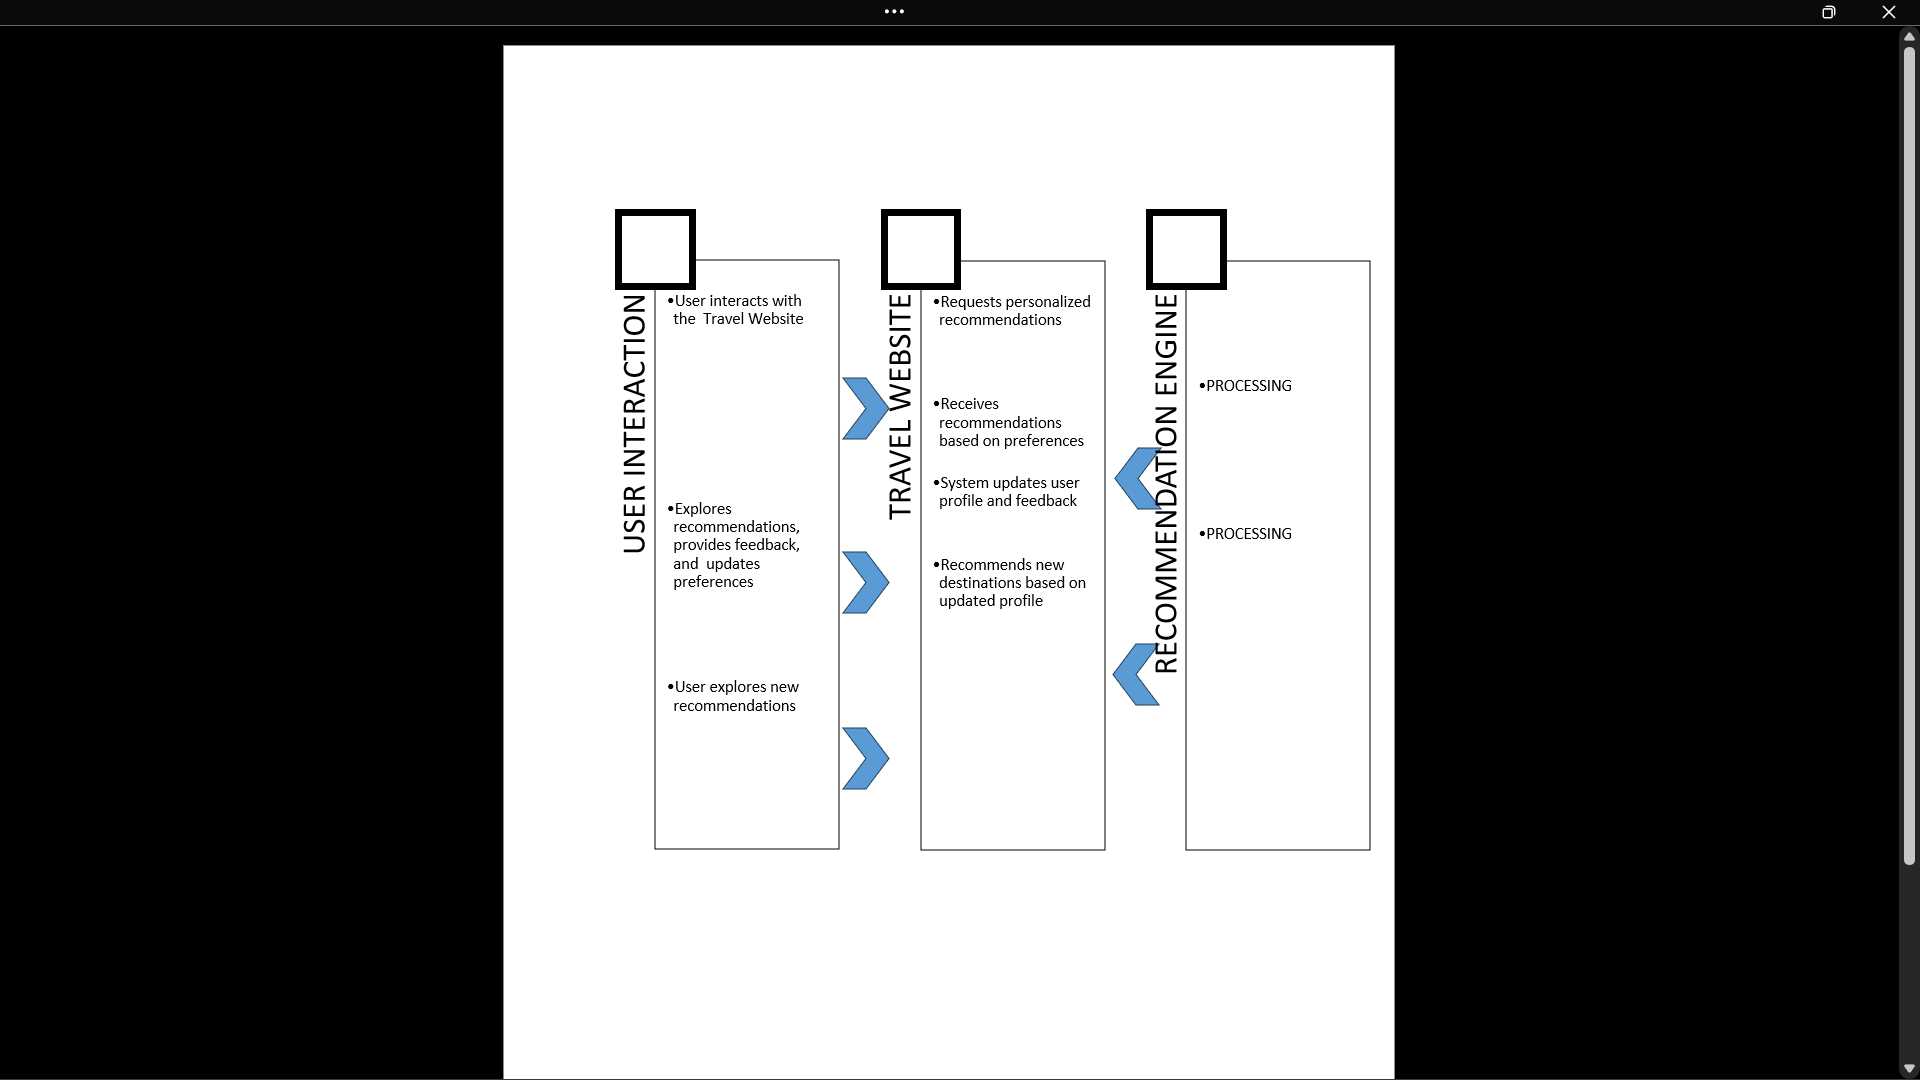 USER INTERACTION
•User interacts with
the  Travel Website
•Explores
recommendations,
provides feedback,
and  updates
preferences
•User explores new
recommendations
TRAVEL WEBSITE
•Requests personalized
recommendations
•Receives
recommendations
based on preferences
•System updates user
profile and feedback
•Recommends new
destinations based on
updated profile
RECOMMENDATION ENGINE
•PROCESSING
•PROCESSING